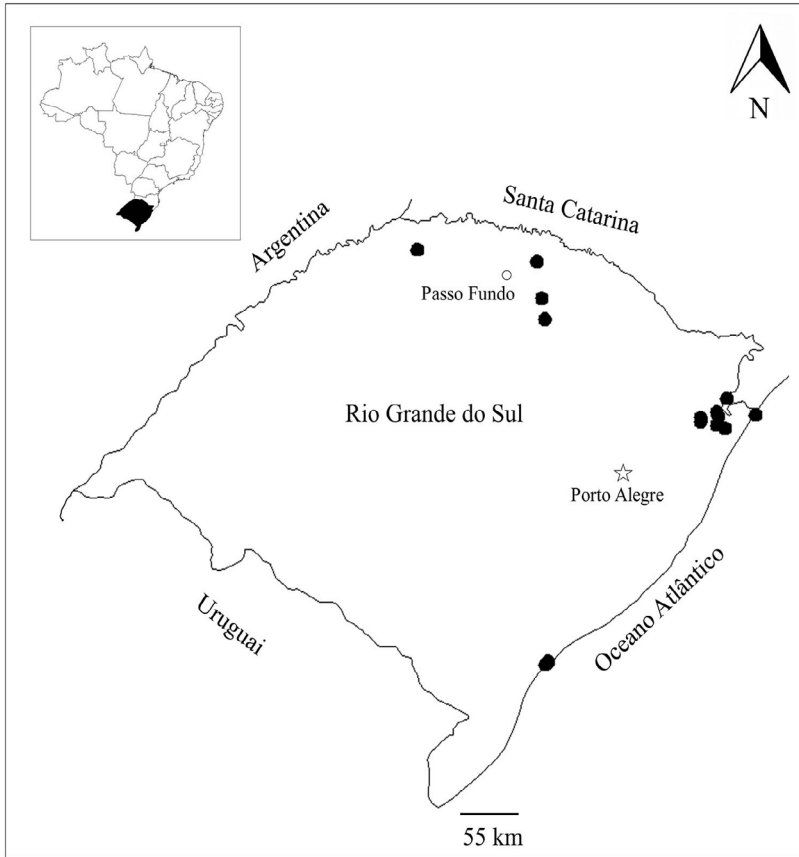 N
Santa Catarina
Argentina
Passo Fundo
Rio Grande do Sul
Porto Alegre
Oceano Atlântico
Uruguai
55 km